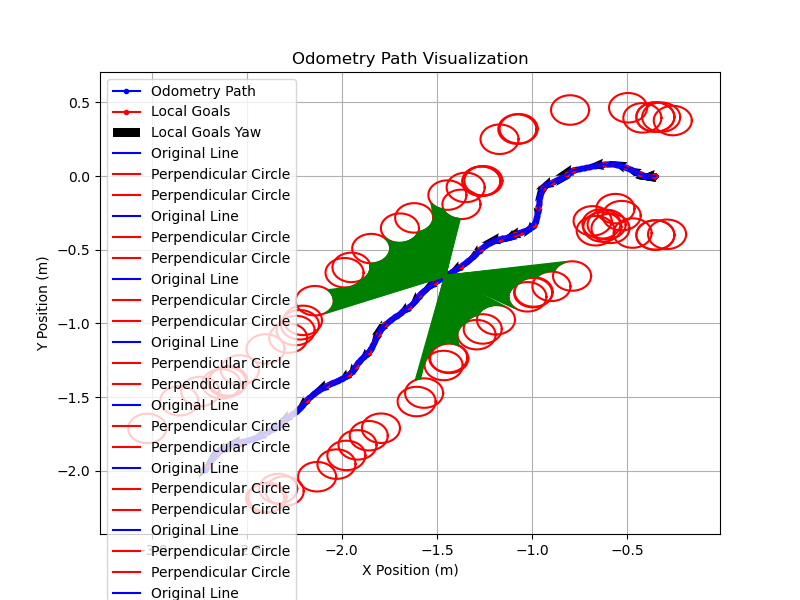 Odometry Path Visualization
Odometry Path
Local Goals
Local Goals Yaw
Original Line
Perpendicular Circle
Perpendicular Circle
Original Line
Perpendicular Circle
Perpendicular Circle
Original Line
Perpendicular Circle
Perpendicular Circle
Original Line
Perpendicular Circle
Perpendicular Circle
Original Line
Perpendicular Circle
Perpendicular Circle
Original Line
Perpendicular Circle
Perpendicular Circle
Original Line
Perpendicular Circle
Perpendicular Circle
Original Line
0.5
0.0
−0.5
−1.0
−1.5
−2.0
Y Position (m)
−2.0
−1.5
−1.0
−0.5
X Position (m)